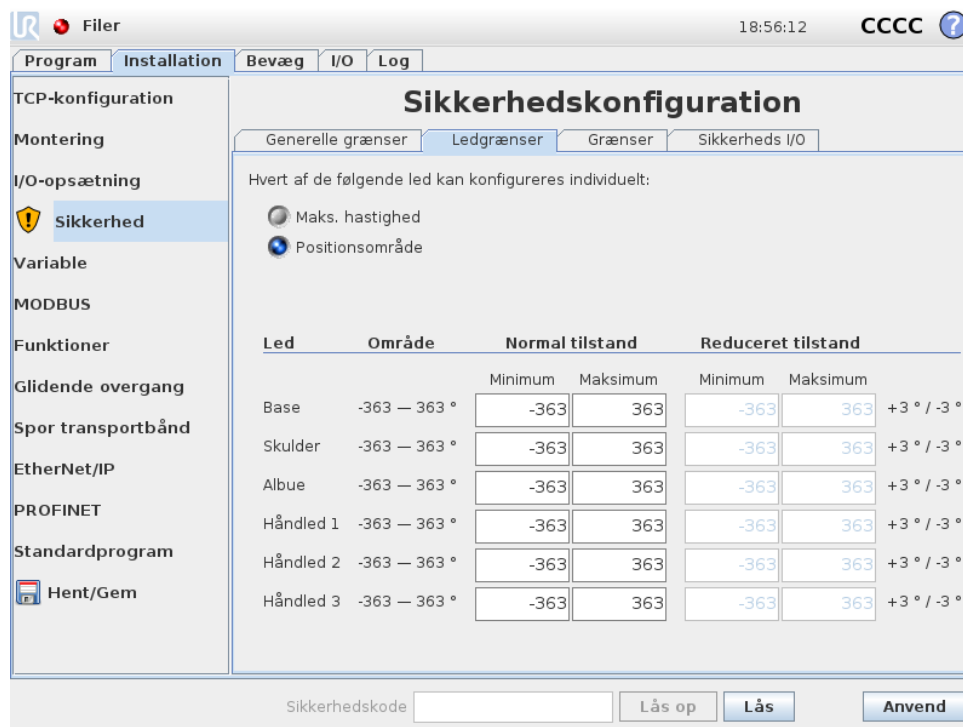 UR Filer 18:56:12 CCCC ?
Program Installation Bevæg I/O Log
TCP-konfiguration
Montering
I/O-opsætning
Sikkerhed
Variable
MODBUS
Funktioner
Glidende overgang
Spor transportbånd
EtherNet/IP
PROFINET
Standardprogram
Hent/Gem
Sikkerhedskonfiguration
Generelle grænser Ledgrænser Grænser Sikkerheds I/O
Hvert af de følgende led kan konfigureres individuelt:
Maks. hastighed
Positionsområde
Led Område Normal tilstand Reduceret tilstand
Minimum Maksimum Minimum Maksimum
Base -363 — 363 ° -363 363 -363 363 +3 ° / -3 °
Skulder -363 — 363 ° -363 363 -363 363 +3 ° / -3 °
Albue -363 — 363 ° -363 363 -363 363 +3 ° / -3 °
Håndled 1 -363 — 363 ° -363 363 -363 363 +3 ° / -3 °
Håndled 2 -363 — 363 ° -363 363 -363 363 +3 ° / -3 °
Håndled 3 -363 — 363 ° -363 363 -363 363 +3 ° / -3 °
Sikkerhedskode Lås op Lås Anvend